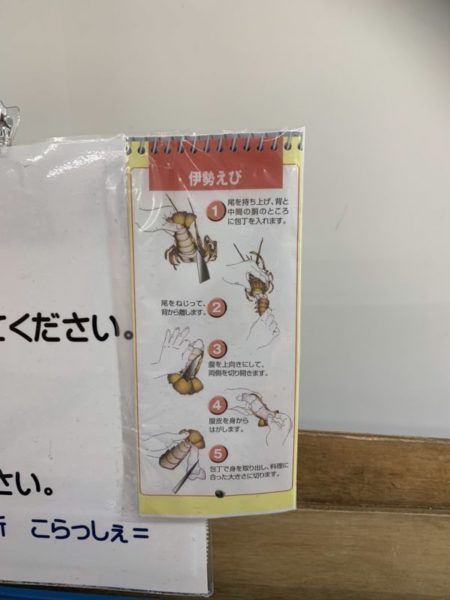 伊勢えび
1
尾を持ち上げ、背と
中間の胴のところ
に包丁を入れます。
尾をねじって、
背から離します。
2
3
腹を上向きにして、
両側を切り開きます。
4
腹皮を身から
はがします。
5
包丁で身を取り出し、料理に
合った大きさに切ります。
てください。
さい。
所 こらっしぇ=